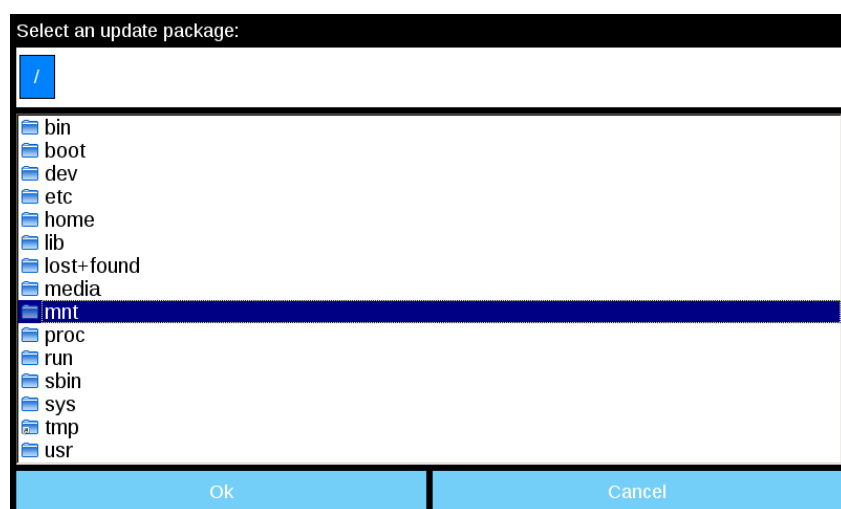 Select an update package:
/
bin
boot
dev
etc
home
lib
lost+found
media
mnt
proc
run
sbin
sys
tmp
usr
Ok Cancel